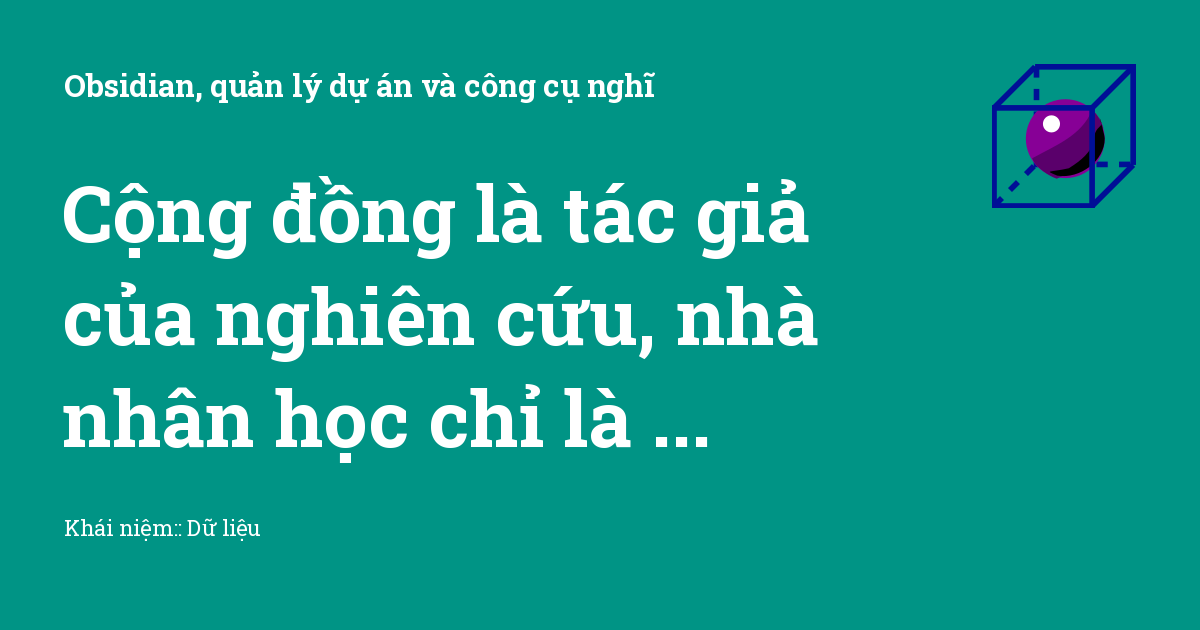 Obsidian, quản lý dự án và công cụ nghĩ
Cộng đồng là tác giả
của nghiên cứu, nhà
nhân học chỉ là ...
Khái niệm:: Dữ liệu